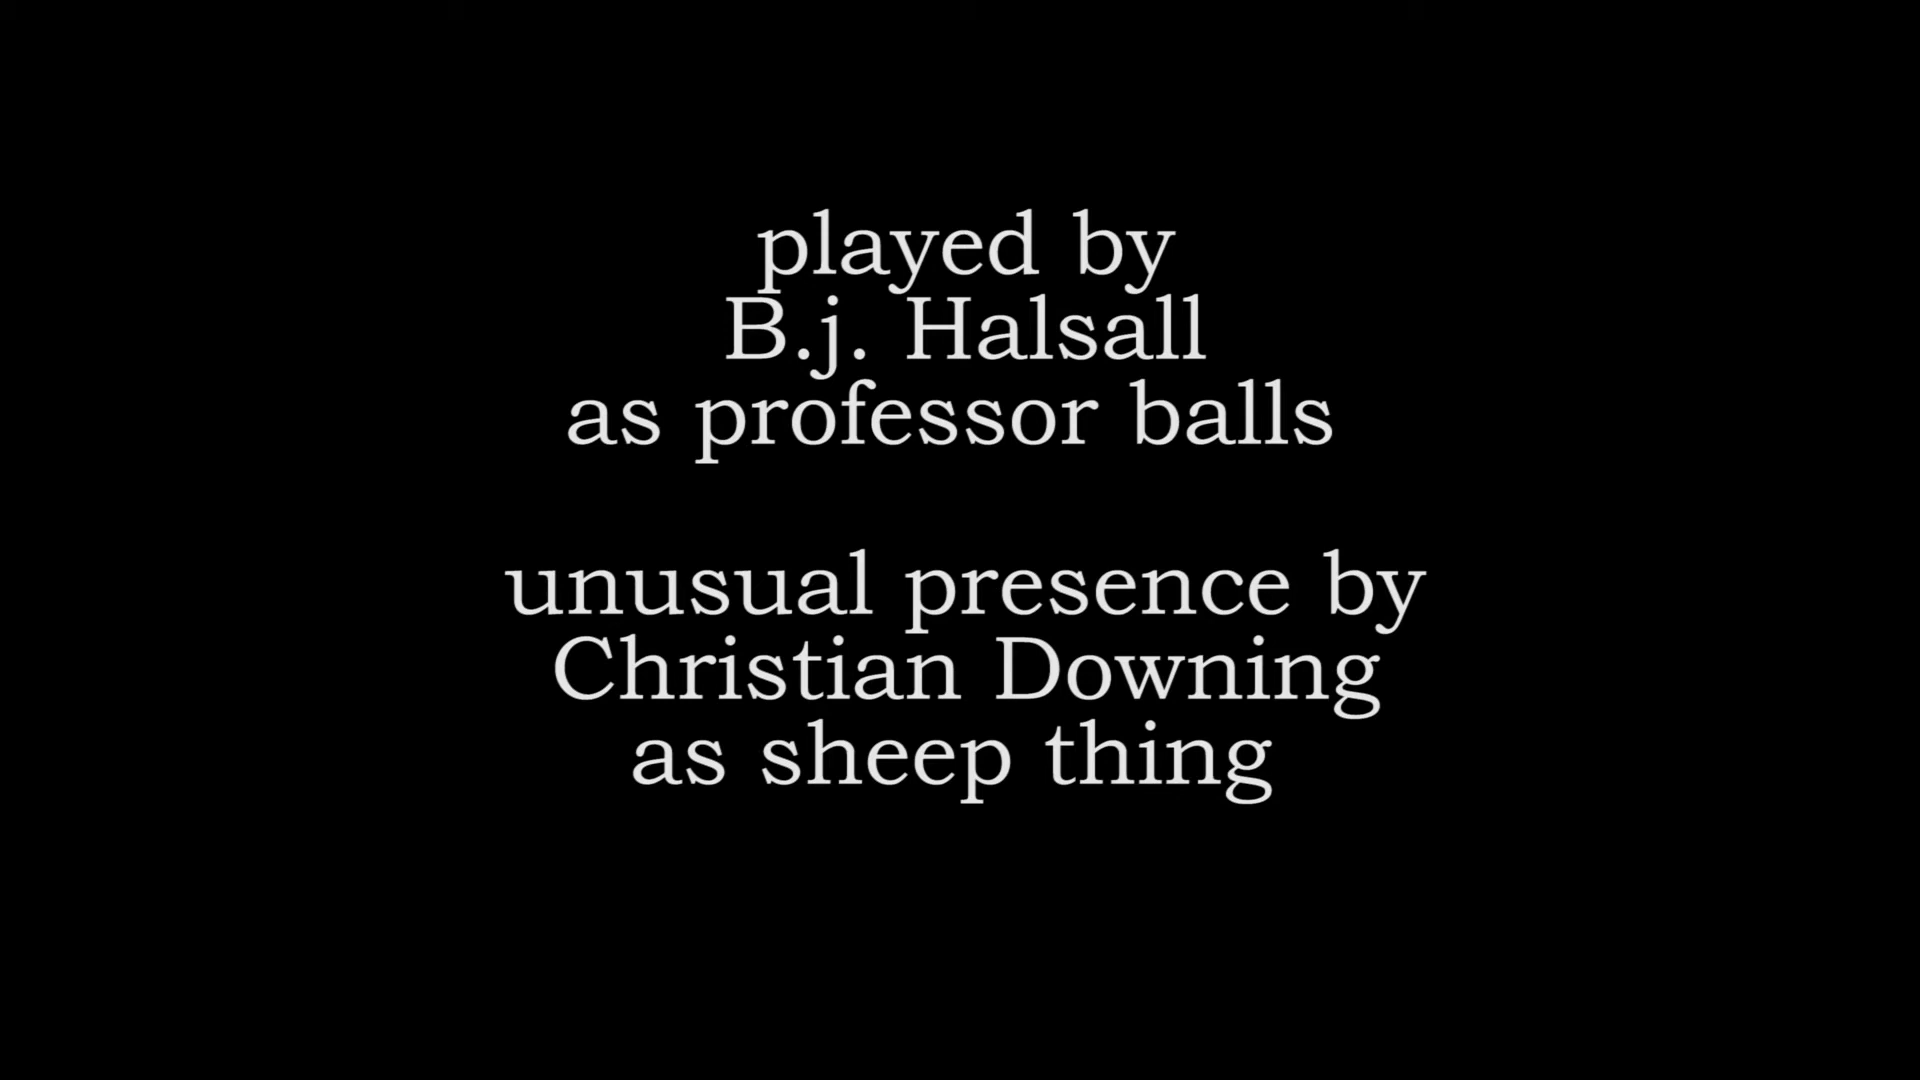 played by
B.j. Halsall
as professor balls
unusual presence by
Christian Downing
as sheep thing